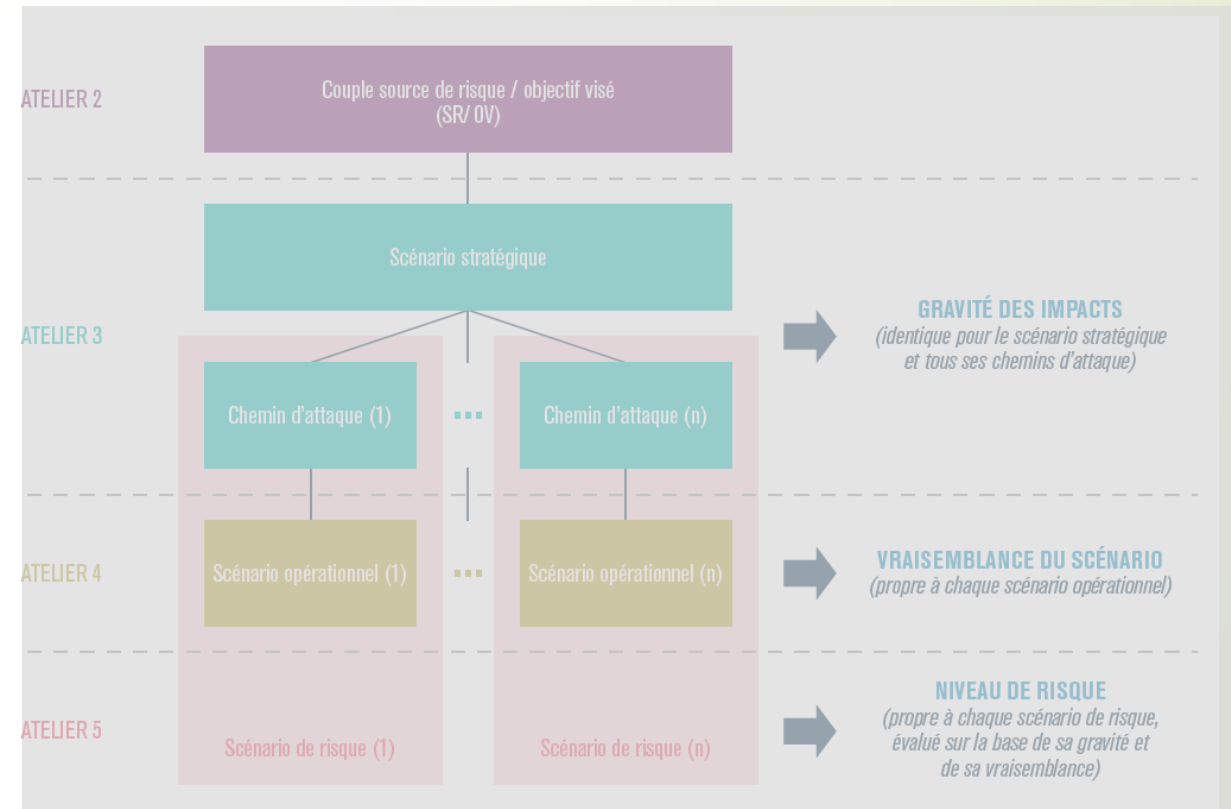 ATELIER 2
Couple source de risque / objectif visé
(SR/ OV)
Scénario stratégique
ATELIER 3
GRAVITÉ DES IMPACTS
(identique pour le scénario stratégique
et tous ses chemins d'attaque)
Chemin d'attaque (1)
...
Chemin d'attaque (n)
ATELIER 4
Scénario opérationnel (1)
...
Scénario opérationnel (n)
VRAISEMBLANCE DU SCÉNARIO
(propre à chaque scénario opérationnel)
ATELIER 5
Scénario de risque (1)
Scénario de risque (n)
NIVEAU DE RISQUE
(propre à chaque scénario de risque,
évalué sur la base de sa gravité et
de sa vraisemblance)